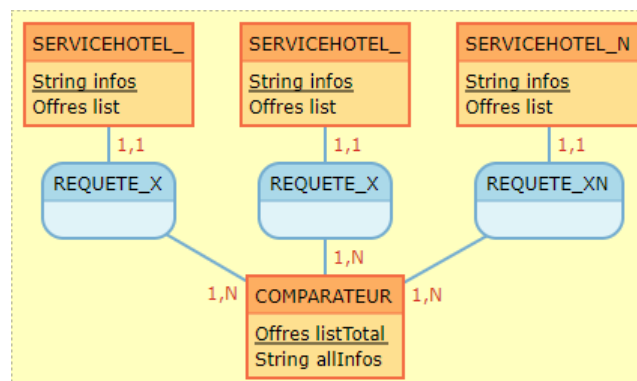 SERVICEHOTEL_
String infos
Offres list
SERVICEHOTEL_
String infos
Offres list
SERVICEHOTEL_N
String infos
Offres list
1,1
1,1
1,1
REQUETE_X
REQUETE_X
REQUETE_XN
1,N
1,N
1,N
COMPARATEUR
Offres listTotal
String allInfos